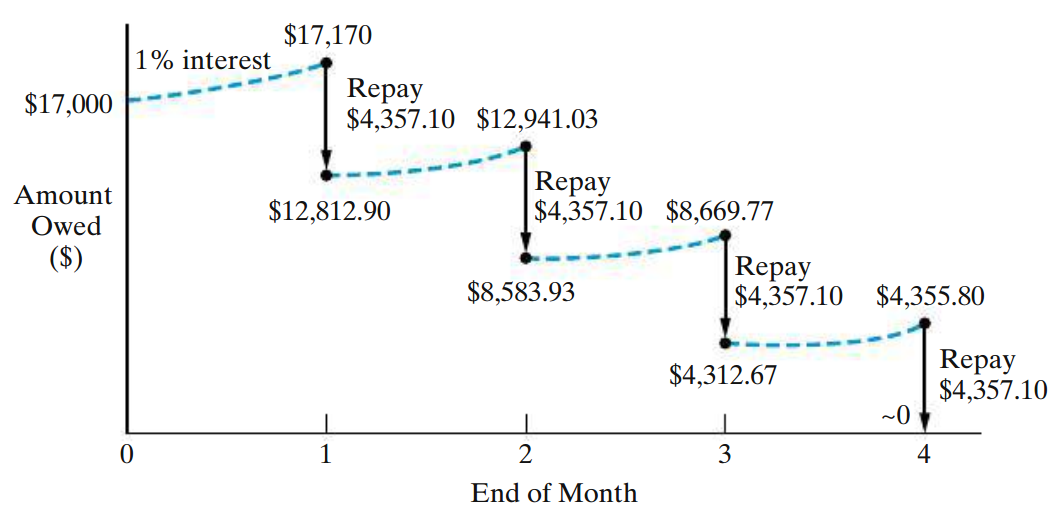 $17,170
1% interest
$17,000
Repay
$4,357.10
$12,941.03
Amount
Owed
($)
$12,812.90
Repay
$4,357.10
$8,669.77
$8,583.93
Repay
$4,357.10
$4,355.80
$4,312.67
Repay
$4,357.10
~0
0 1 2 3 4
End of Month